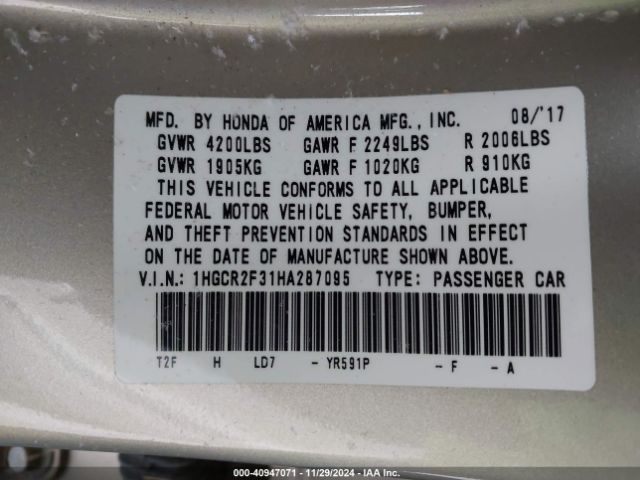 MFD. BY HONDA OF AMERICA MFG., INC. 08/'17
GVWR 4200LBS GAWR F 2249LBS R 2006LBS
GVWR 1905KG GAWR F 1020KG R 910KG
THIS VEHICLE CONFORMS TO ALL APPLICABLE
FEDERAL MOTOR VEHICLE SAFETY, BUMPER,
AND THEFT PREVENTION STANDARDS IN EFFECT
ON THE DATE OF MANUFACTURE SHOWN ABOVE.
V.I.N.: 1HGCR2F31HA287095 TYPE: PASSENGER CAR
T2F H LD7 - YR591P - F - A
00 - 40947071 - 11/29/2024 - IAA Inc.